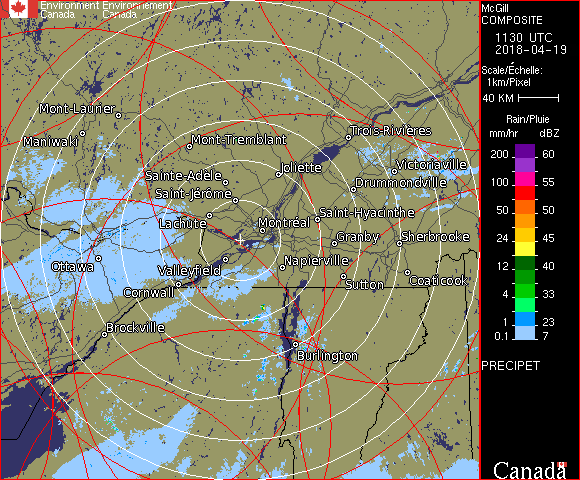 Environment Environnement
Canada Canada
Mont-Laurier
Maniwaki
Mont-Tremblant
Trois-Rivières
Victoriaville
Joliette
Sainte-Adèle
Drummondville
Saint-Jérôme
Lachute
Saint-Hyacinthe
Montréal
Granby
Sherbrooke
Ottawa
Valleyfield
Napierville
Cornwall
Sutton
Coaticook
Brockville
Burlington
McGill
COMPOSITE
1130 UTC
2018-04-19
Scale/Échelle:
1km/Pixel
40 KM
Rain/Pluie
mm/hr dBZ
200 60
150 57
100 55
50 50
24 45
12 40
4 33
1 23
0.1 7
PRECIPET
Canada